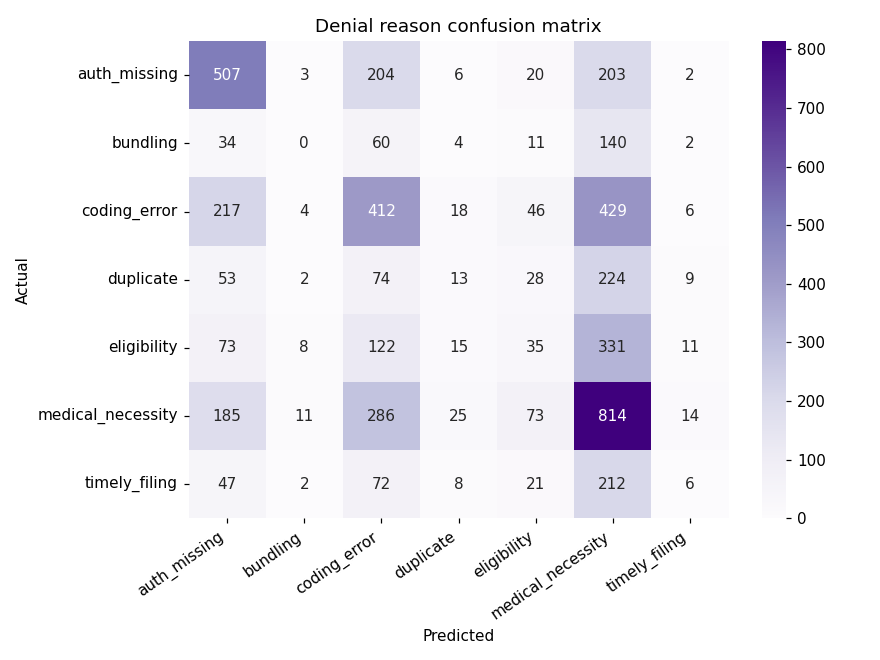 Denial reason confusion matrix
auth_missing 507 3 204 6 20 203 2
bundling 34 0 60 4 11 140 2
coding_error 217 4 412 18 46 429 6
duplicate 53 2 74 13 28 224 9
eligibility 73 8 122 15 35 331 11
medical_necessity 185 11 286 25 73 814 14
timely_filing 47 2 72 8 21 212 6
Actual
auth_missing bundling coding_error duplicate eligibility medical_necessity timely_filing
Predicted
800
700
600
500
400
300
200
100
0